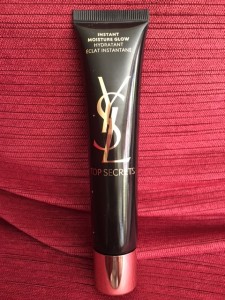 INSTANT
MOISTURE GLOW
HYDRATANT
ÉCLAT INSTANTANÉ
YSL
TOP SECRETS